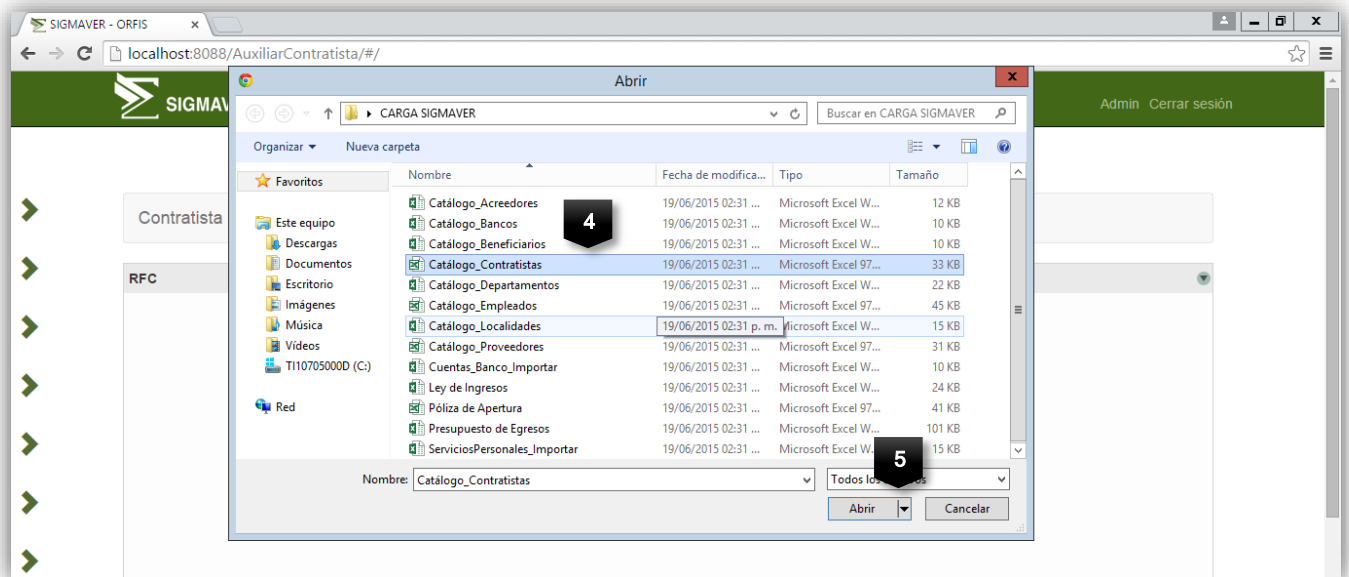 SIGMAVER - ORFIS
localhost:8088/AuxiliarContratista/#/
SIGMAV
Admin Cerrar sesión
Abrir
CARGA SIGMAVER
Buscar en CARGA SIGMAVER
Organizar
Nueva carpeta
Favoritos
Este equipo
Descargas
Documentos
Escritorio
Imágenes
Música
Vídeos
TI10705000D (C:)
Red
Nombre Fecha de modifica... Tipo Tamaño
Catálogo_Acreedores 19/06/2015 02:31 ... Microsoft Excel W... 12 KB
Catálogo_Bancos 19/06/2015 02:31 ... Microsoft Excel W... 10 KB
Catálogo_Beneficiarios 19/06/2015 02:31 ... Microsoft Excel W... 10 KB
Catálogo_Contratistas 19/06/2015 02:31 ... Microsoft Excel 97... 33 KB
Catálogo_Departamentos 19/06/2015 02:31 ... Microsoft Excel W... 22 KB
Catálogo_Empleados 19/06/2015 02:31 ... Microsoft Excel 97... 45 KB
Catálogo_Localidades 19/06/2015 02:31 p. m. Microsoft Excel W... 15 KB
Catálogo_Proveedores 19/06/2015 02:31 ... Microsoft Excel 97... 31 KB
Cuentas_Banco_Importar 19/06/2015 02:31 ... Microsoft Excel W... 10 KB
Ley de Ingresos 19/06/2015 02:31 ... Microsoft Excel W... 24 KB
Póliza de Apertura 19/06/2015 02:31 ... Microsoft Excel 97... 41 KB
Presupuesto de Egresos 19/06/2015 02:31 ... Microsoft Excel W... 101 KB
ServiciosPersonales_Importar 19/06/2015 02:31 ... Microsoft Excel W. 15 KB
4
5
Nombre: Catálogo_Contratistas
Todos los
Abrir
Cancelar
Contratista
RFC